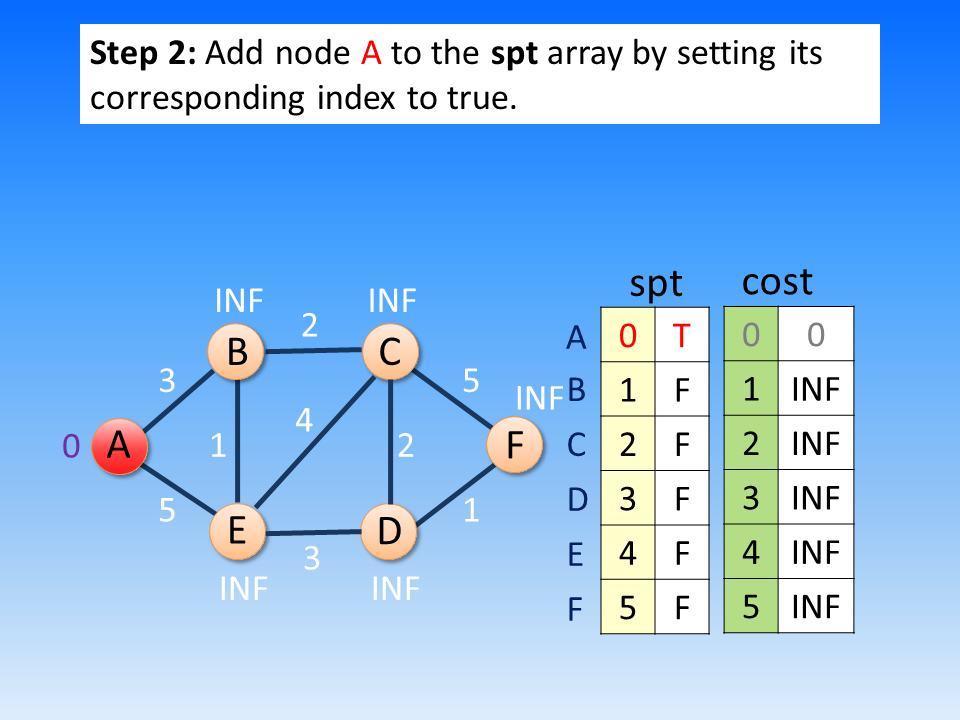 Step 2: Add node A to the spt array by setting its
corresponding index to true.
spt cost
INF INF
2
B C
3 5
INF
4
0 A 1 2 F
5 1
E D
3
INF INF
A 0 T 0 0
B 1 F 1 INF
C 2 F 2 INF
D 3 F 3 INF
E 4 F 4 INF
F 5 F 5 INF